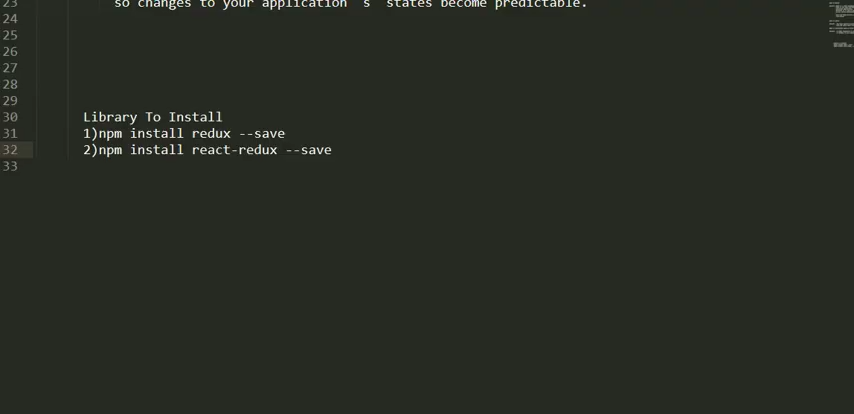 23 so changes to your application 's' states become predictable.
24
25
26
27
28
29
30 Library To Install
31 1)npm install redux --save
32 2)npm install react-redux --save
33